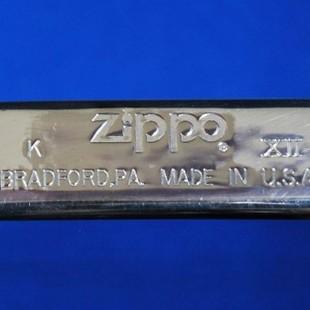 K zippo® XII
BRADFORD,PA. MADE IN U.S.A